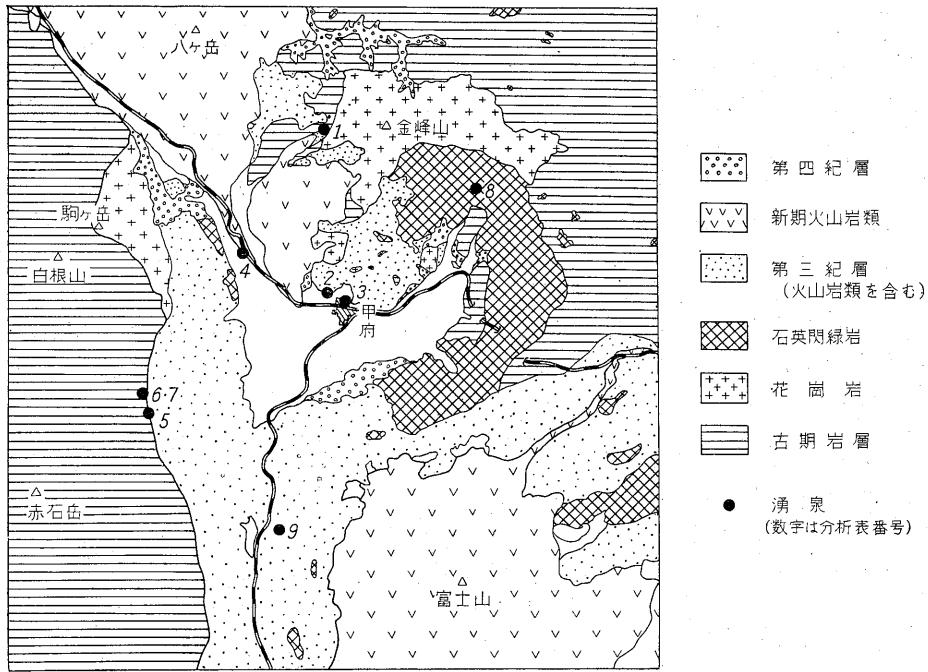 八ヶ岳
1
金峰山
8
駒ヶ岳
白根山
4
2
3
甲府
6·7
5
赤石岳
9
富士山
第四紀層
新期火山岩類
第三紀層
(火山岩類を含む)
石英閃緑岩
花崗岩
古期岩層
湧泉
(数字は分析表番号)